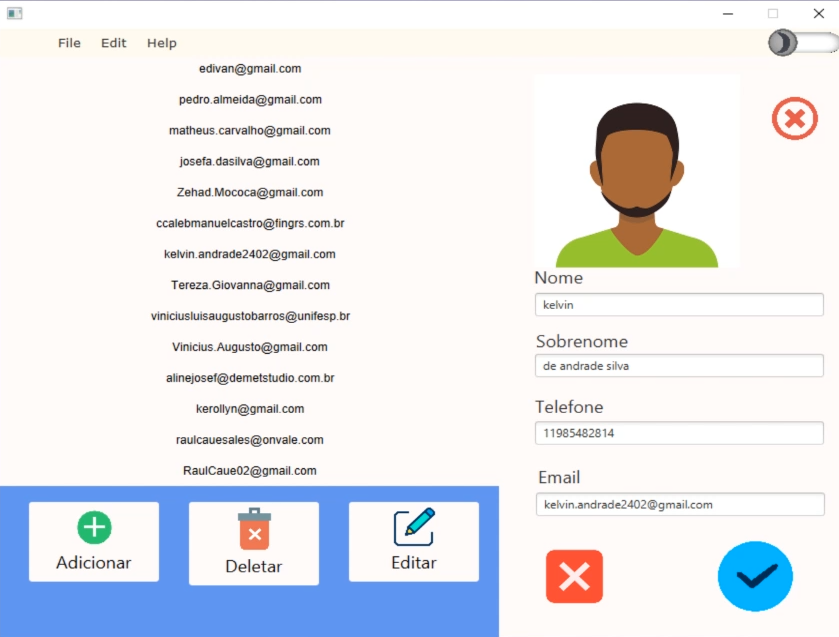 File Edit Help
edivan@gmail.com
pedro.almeida@gmail.com
matheus.carvalho@gmail.com
josefa.dasilva@gmail.com
Zehad.Mococa@gmail.com
ccalebmanuelcastro@fingrs.com.br
kelvin.andrade2402@gmail.com
Tereza.Giovanna@gmail.com
viniciusluisaugustobarros@unifesp.br
Vinicius.Augusto@gmail.com
alinejosef@demetstudio.com.br
kerollyn@gmail.com
raulcauesales@onvale.com
RaulCaue02@gmail.com
Adicionar
Deletar
Editar
Nome
kelvin
Sobrenome
de andrade silva
Telefone
11985482814
Email
kelvin.andrade2402@gmail.com